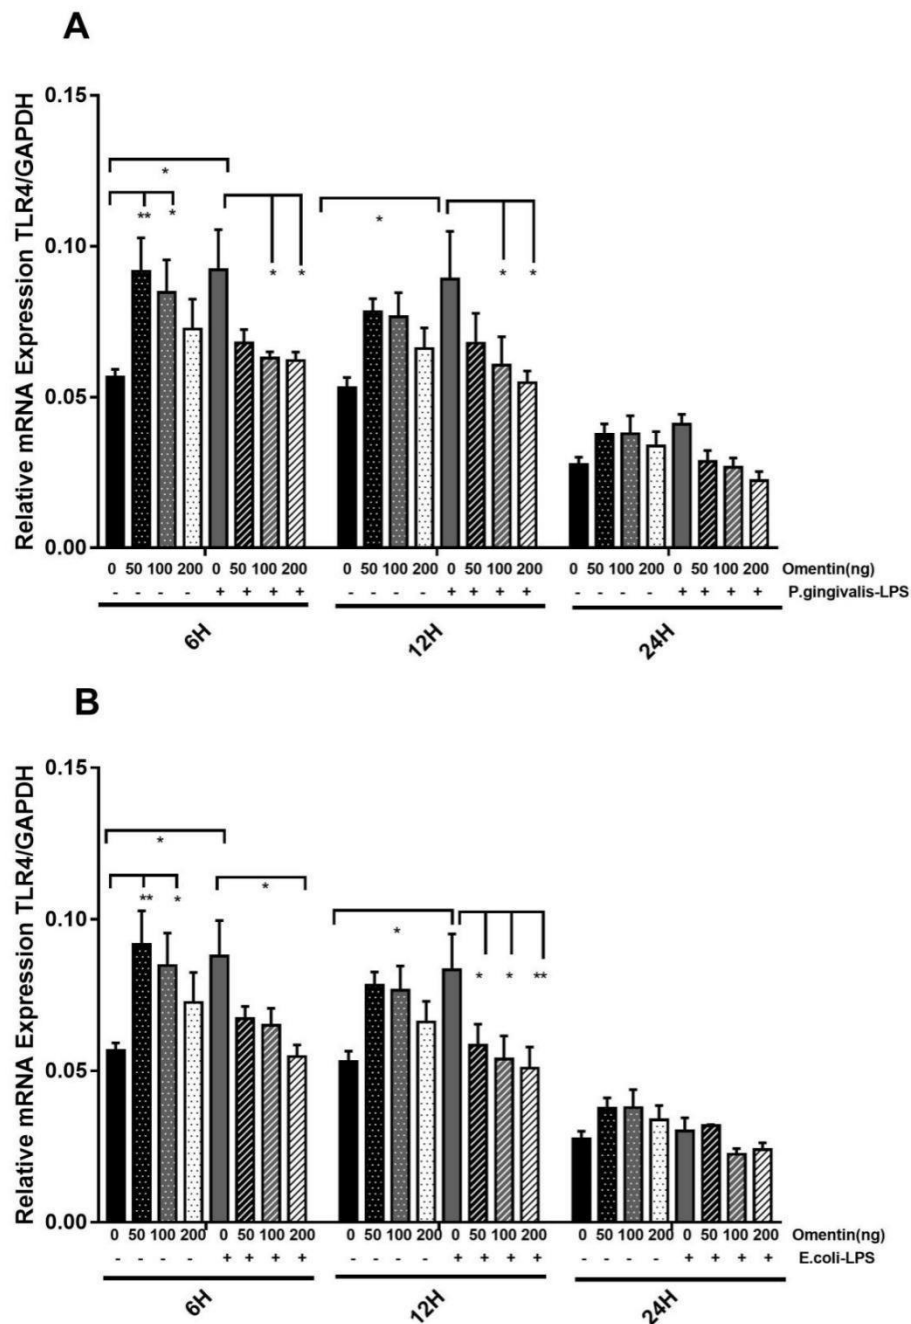 A
Relative mRNA Expression TLR4/GAPDH
0.15
0.10
0.05
0.00
*
** *
* *
*
* *
0 50 100 200 0 50 100 200 0 50 100 200 0 50 100 200 0 50 100 200 0 50 100 200 Omentin(ng)
- - - - + + + + - - - - + + + + - - - - + + + + P.gingivalis-LPS
6H 12H 24H
B
Relative mRNA Expression TLR4/GAPDH
0.15
0.10
0.05
0.00
*
** *
*
*
* * **
0 50 100 200 0 50 100 200 0 50 100 200 0 50 100 200 0 50 100 200 0 50 100 200 Omentin(ng)
- - - - + + + + - - - - + + + + - - - - + + + + E.coli-LPS
6H 12H 24H